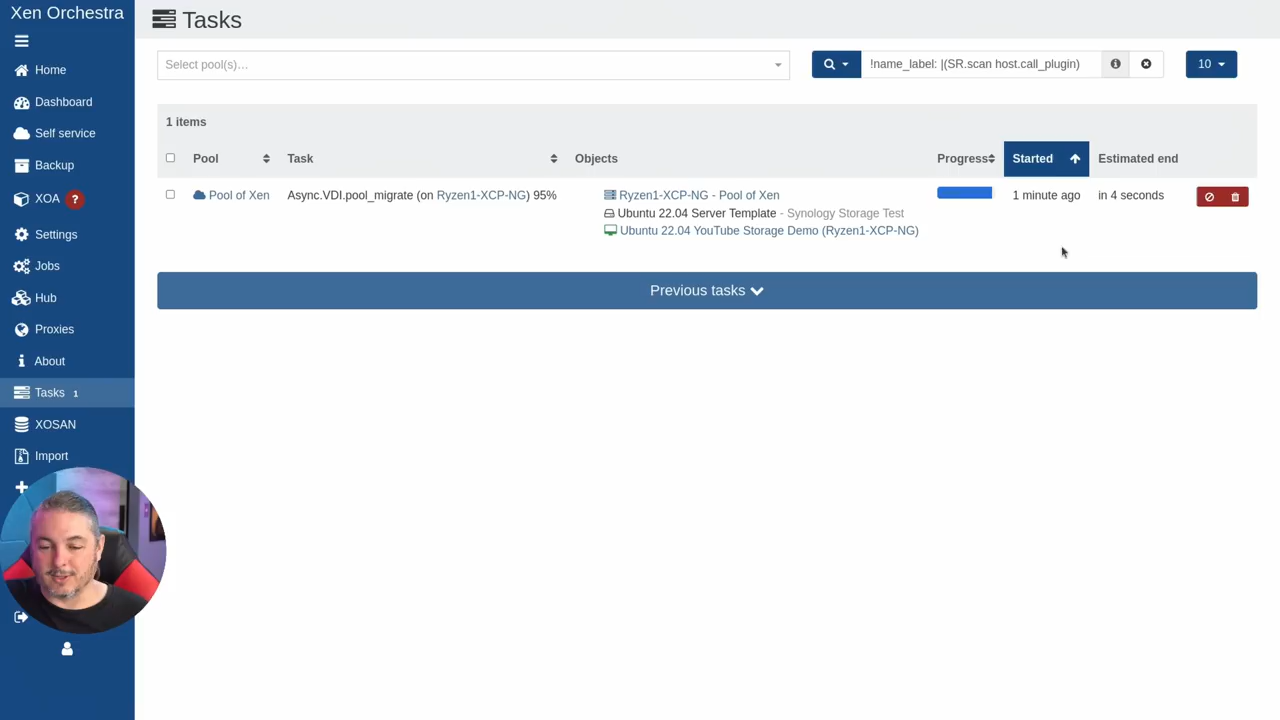 Xen Orchestra
Home
Dashboard
Self service
Backup
XOA ?
Settings
Jobs
Hub
Proxies
About
Tasks 1
XOSAN
Import
Tasks
Select pool(s)…
!name_label: |(SR.scan host.call_plugin)
10
1 items
Pool Task Objects Progress Started Estimated end
Pool of Xen Async.VDI.pool_migrate (on Ryzen1-XCP-NG) 95% Ryzen1-XCP-NG - Pool of Xen 1 minute ago in 4 seconds
Ubuntu 22.04 Server Template - Synology Storage Test
Ubuntu 22.04 YouTube Storage Demo (Ryzen1-XCP-NG)
Previous tasks